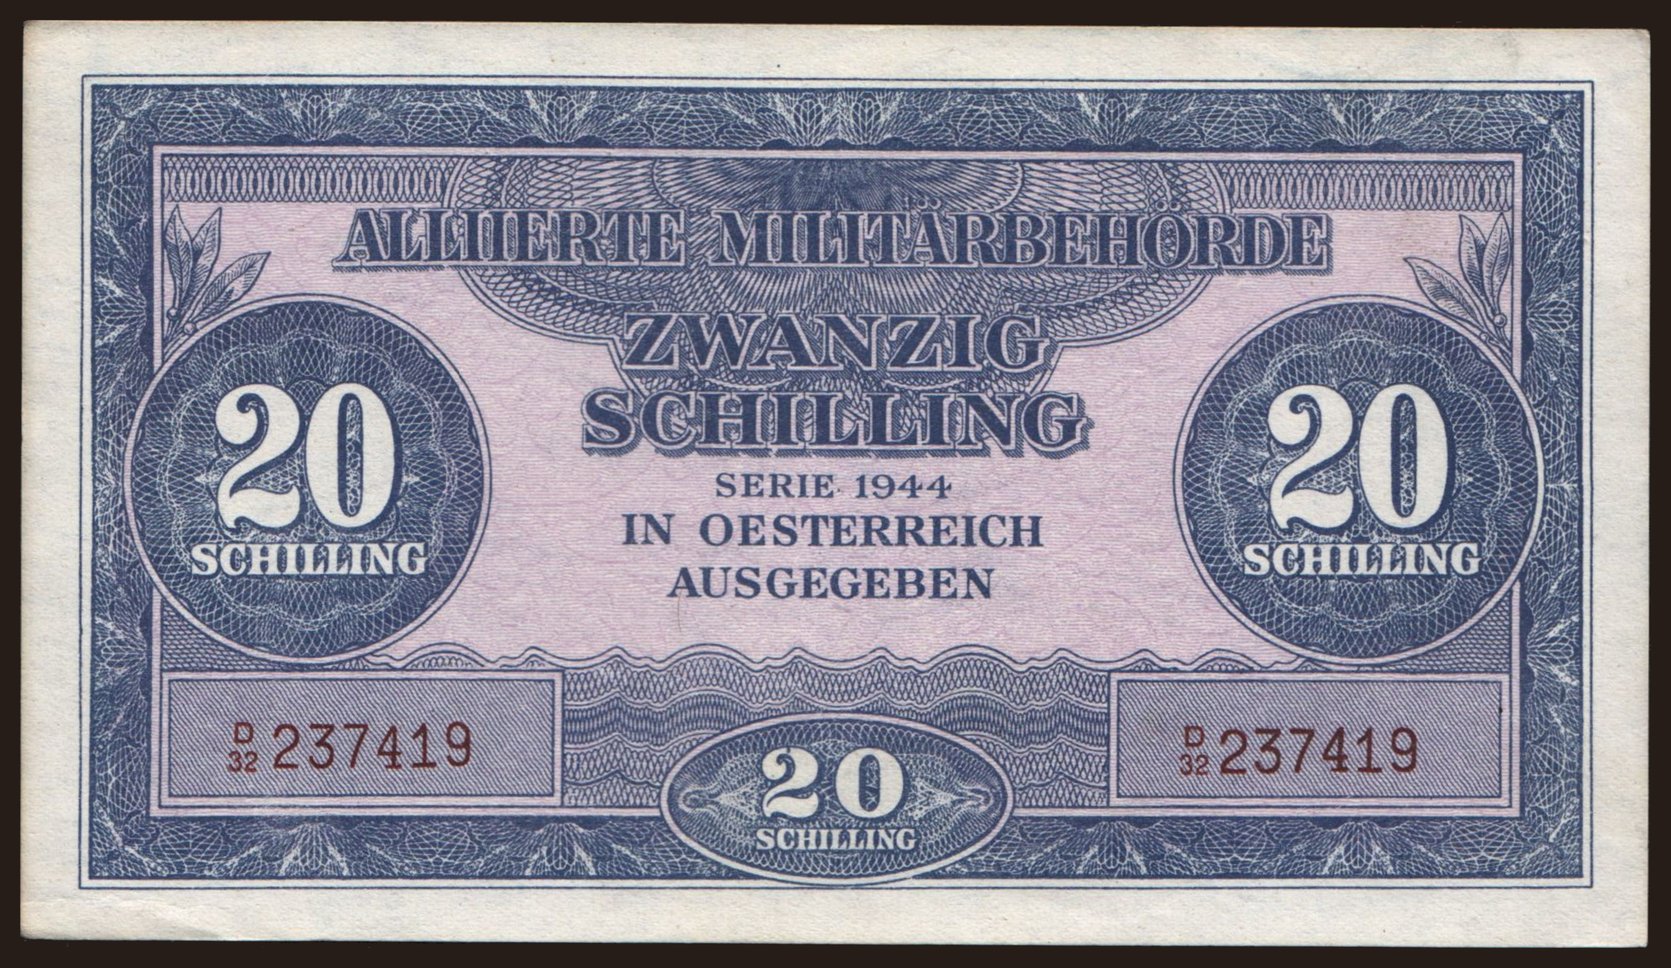 ALLIIERTE MILITÄRBEHÖRDE
ZWANZIG
SCHILLING
SERIE 1944
IN OESTERREICH
AUSGEGEBEN
20
SCHILLING
20
SCHILLING
D/32 237419
D/32 237419
20
SCHILLING